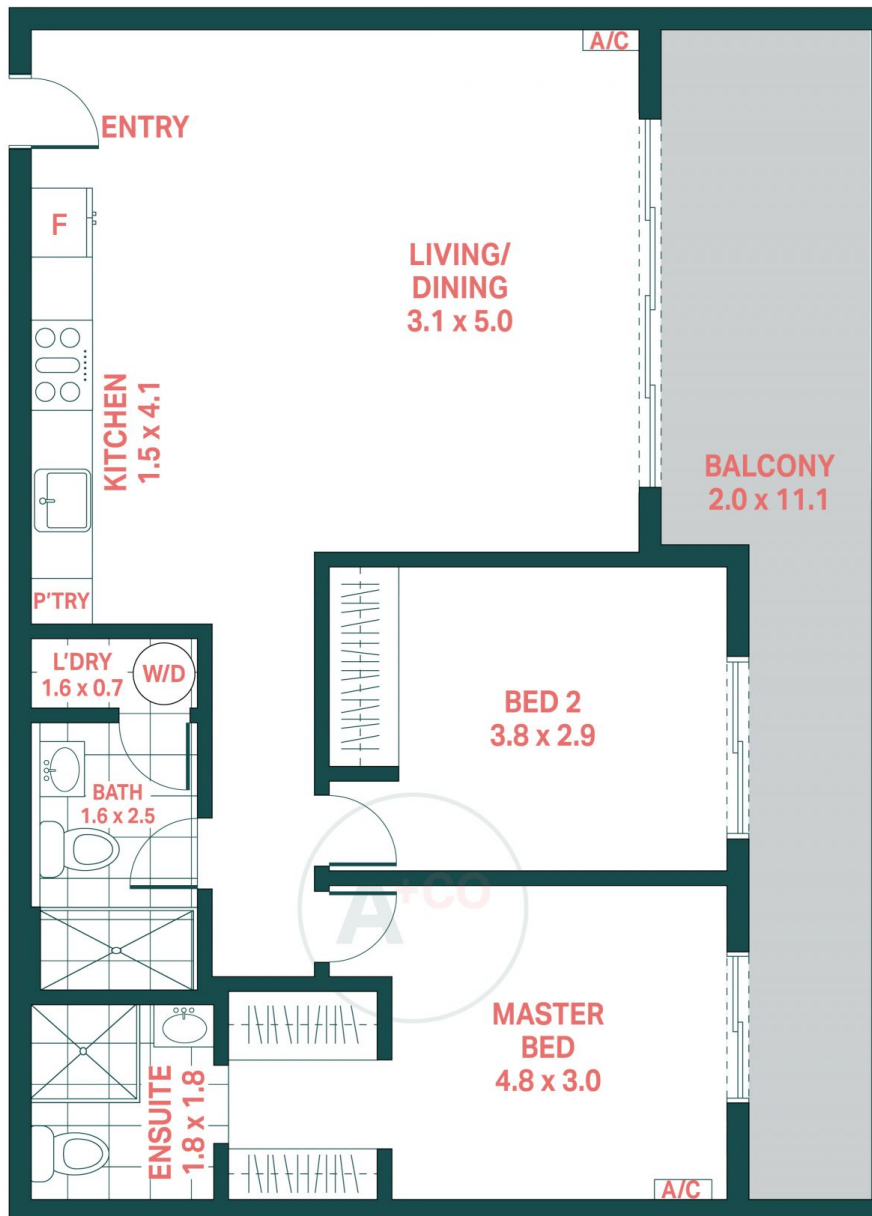 A/C
ENTRY
F
LIVING/
DINING
3.1 x 5.0
KITCHEN
1.5 x 4.1
BALCONY
2.0 x 11.1
P'TRY
L'DRY
1.6 x 0.7
W/D
BED 2
3.8 x 2.9
BATH
1.6 x 2.5
A+CO
MASTER
BED
4.8 x 3.0
ENSUITE
1.8 x 1.8
A/C